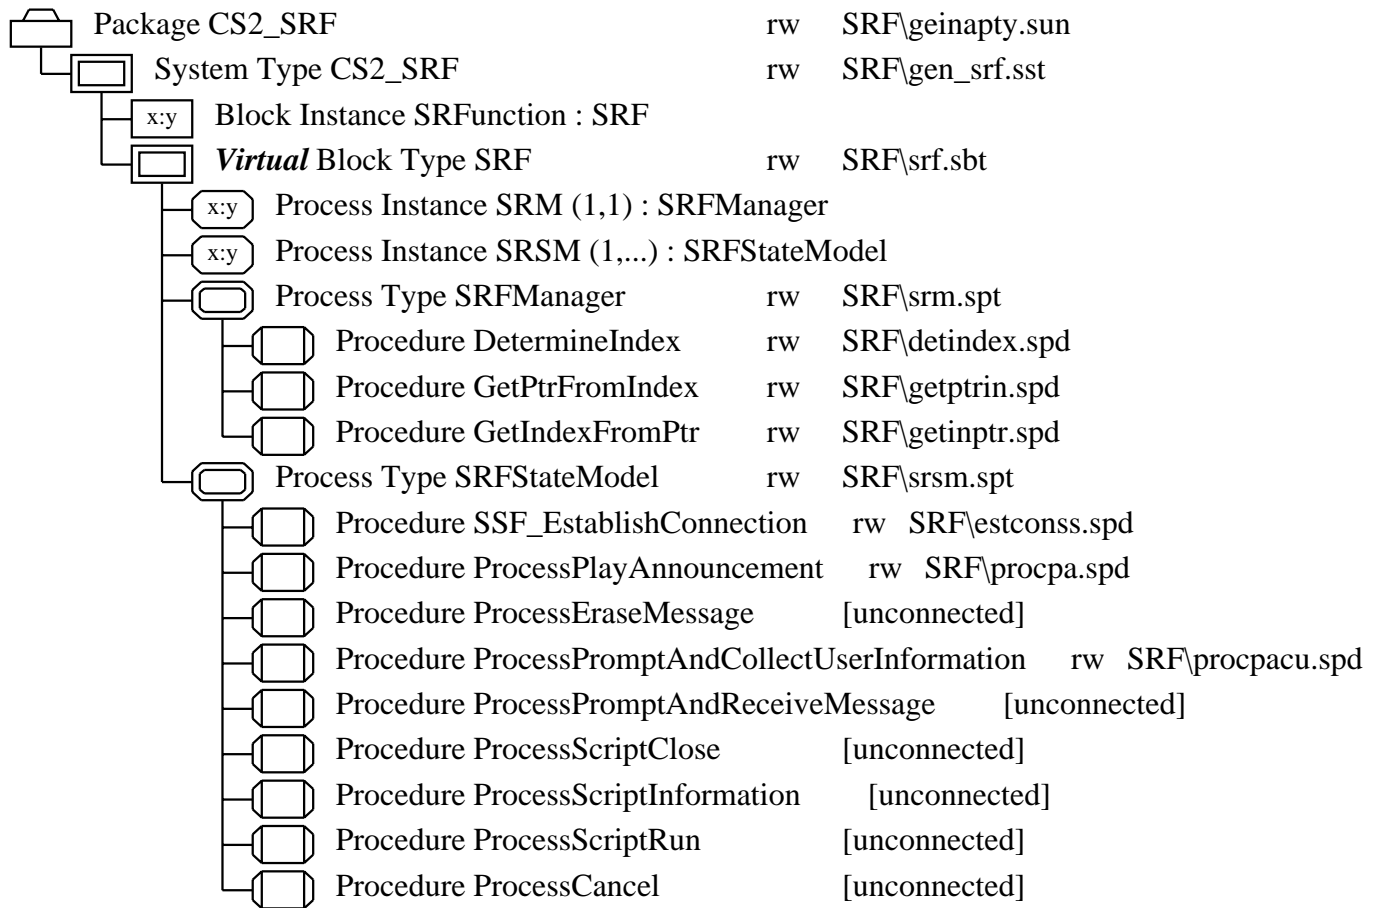 Package CS2_SRF rw SRF\geinapty.sun
System Type CS2_SRF rw SRF\gen_srf.sst
x:y Block Instance SRFunction : SRF
Virtual Block Type SRF rw SRF\srf.sbt
x:y Process Instance SRM (1,1) : SRFManager
x:y Process Instance SRSM (1,...) : SRFStateModel
Process Type SRFManager rw SRF\srm.spt
Procedure DetermineIndex rw SRF\detindex.spd
Procedure GetPtrFromIndex rw SRF\getptrin.spd
Procedure GetIndexFromPtr rw SRF\getinptr.spd
Process Type SRFStateModel rw SRF\srsm.spt
Procedure SSF_EstablishConnection rw SRF\estconss.spd
Procedure ProcessPlayAnnouncement rw SRF\procpa.spd
Procedure ProcessEraseMessage [unconnected]
Procedure ProcessPromptAndCollectUserInformation rw SRF\procpacu.spd
Procedure ProcessPromptAndReceiveMessage [unconnected]
Procedure ProcessScriptClose [unconnected]
Procedure ProcessScriptInformation [unconnected]
Procedure ProcessScriptRun [unconnected]
Procedure ProcessCancel [unconnected]